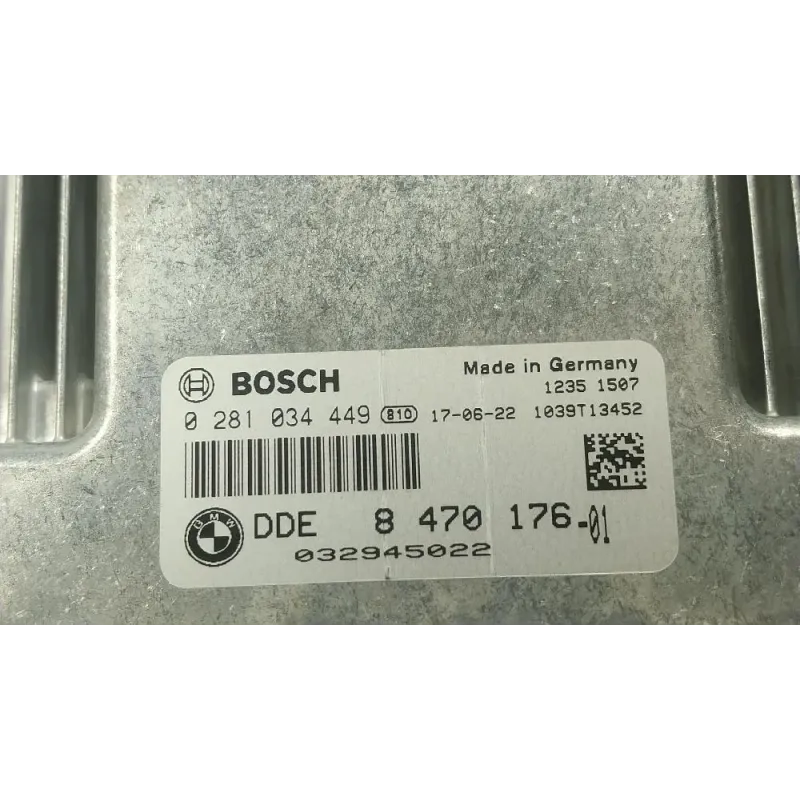 BOSCH
Made in Germany
1235 1507
0 281 034 449 810 17-06-22 1039T13452
BMW DDE 8 470 176-01
032945022